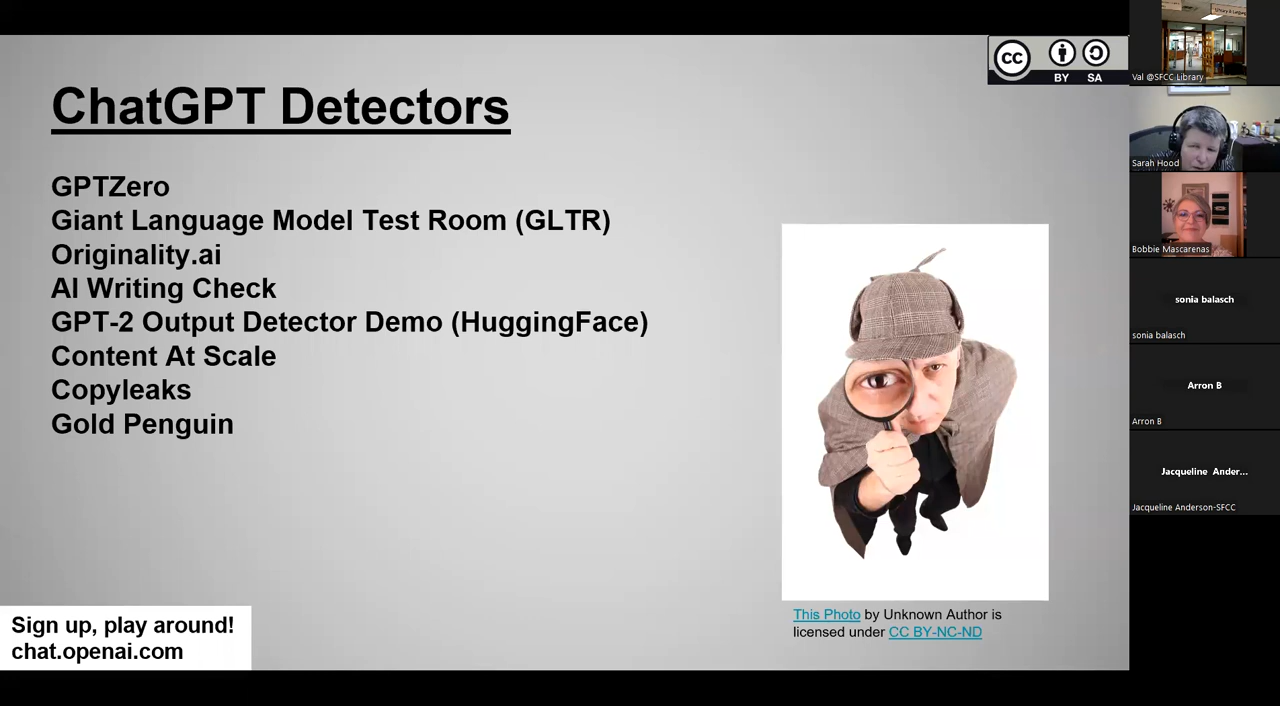 ChatGPT Detectors
GPTZero
Giant Language Model Test Room (GLTR)
Originality.ai
AI Writing Check
GPT-2 Output Detector Demo (HuggingFace)
Content At Scale
Copyleaks
Gold Penguin
Sign up, play around!
chat.openai.com
This Photo by Unknown Author is
licensed under CC BY-NC-ND
CC
BY SA
Val @SFCC Library
Sarah Hood
Bobbie Mascarenas
sonia balasch
sonia balasch
Arron B
Arron B
Jacqueline Ander...
Jacqueline Anderson-SFCC